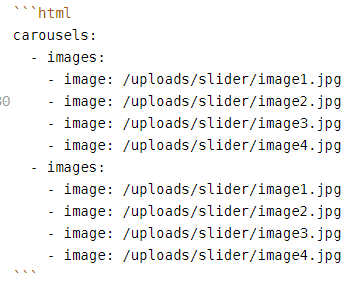 ```html
carousels:
  - images:
    - image: /uploads/slider/image1.jpg
    - image: /uploads/slider/image2.jpg
    - image: /uploads/slider/image3.jpg
    - image: /uploads/slider/image4.jpg
  - images:
    - image: /uploads/slider/image1.jpg
    - image: /uploads/slider/image2.jpg
    - image: /uploads/slider/image3.jpg
    - image: /uploads/slider/image4.jpg
```